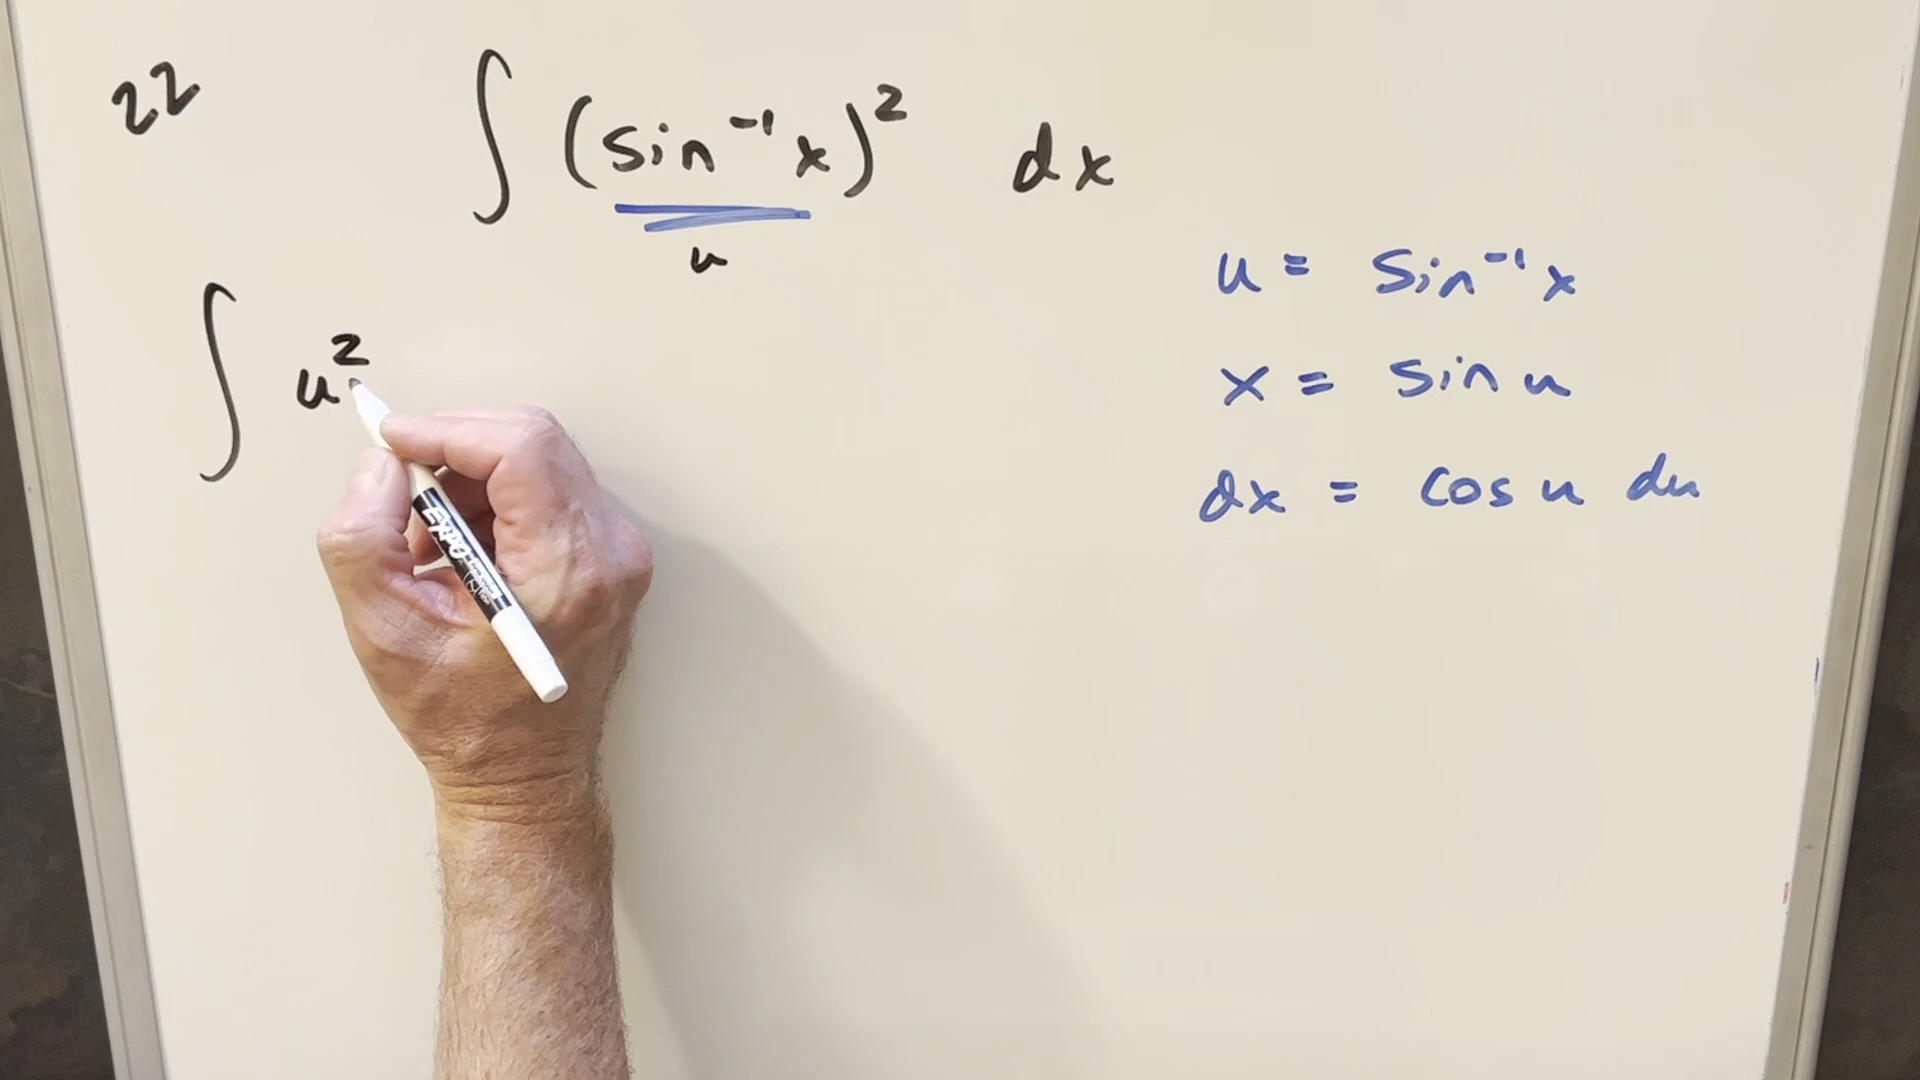 22
∫ (sin⁻¹x)² dx
u
∫ u²
u = sin⁻¹x
x = sin u
dx = cos u du
EXPO